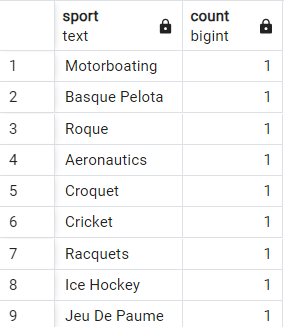 sport count
text bigint
1 Motorboating 1
2 Basque Pelota 1
3 Roque 1
4 Aeronautics 1
5 Croquet 1
6 Cricket 1
7 Racquets 1
8 Ice Hockey 1
9 Jeu De Paume 1